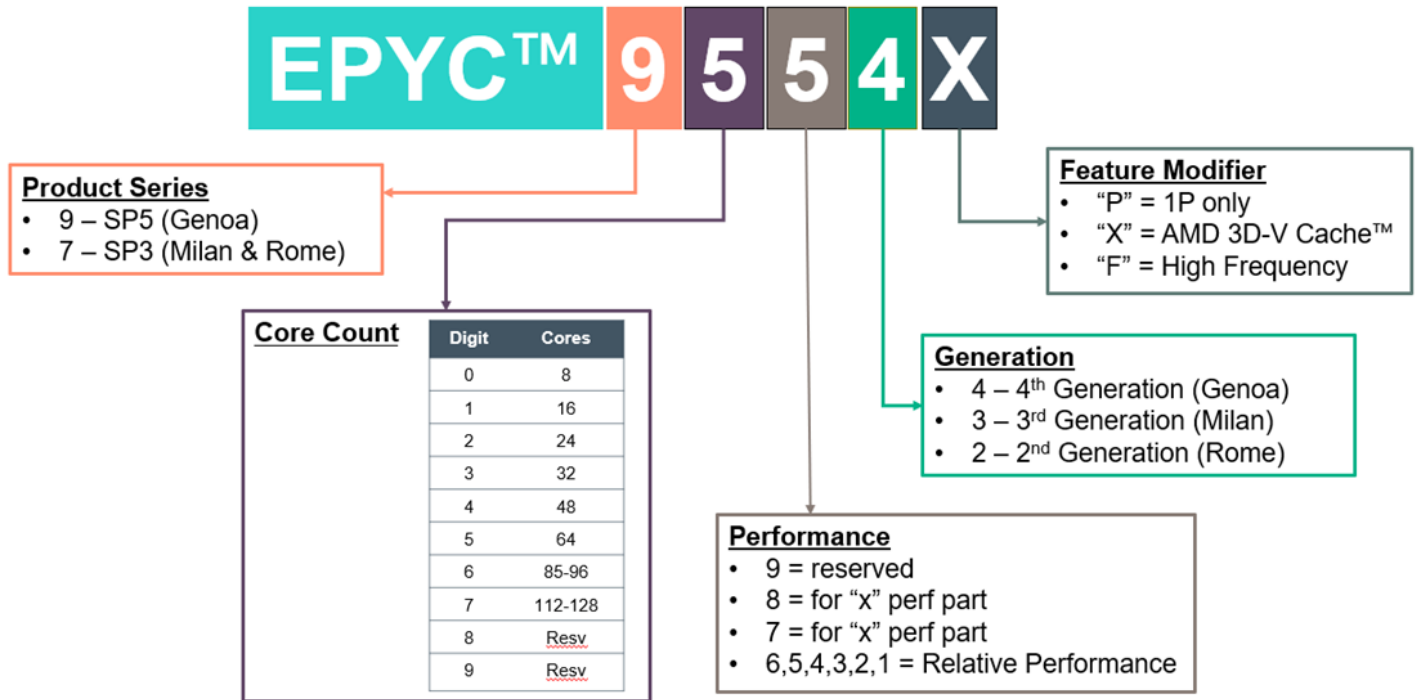 EPYC™ 9 5 5 4 X
Product Series
• 9 – SP5 (Genoa)
• 7 – SP3 (Milan & Rome)
Feature Modifier
• “P” = 1P only
• “X” = AMD 3D-V Cache™
• “F” = High Frequency
Core Count
Digit Cores
0 8
1 16
2 24
3 32
4 48
5 64
6 85-96
7 112-128
8 Resv
9 Resv
Generation
• 4 – 4th Generation (Genoa)
• 3 – 3rd Generation (Milan)
• 2 – 2nd Generation (Rome)
Performance
• 9 = reserved
• 8 = for “x” perf part
• 7 = for “x” perf part
• 6,5,4,3,2,1 = Relative Performance